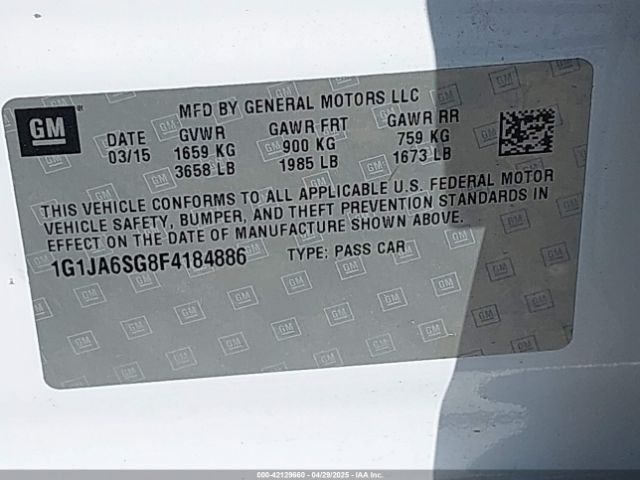 GM
MFD BY GENERAL MOTORS LLC
DATE GVWR GAWR FRT GAWR RR
03/15 1659 KG 900 KG 759 KG
3658 LB 1985 LB 1673 LB
THIS VEHICLE CONFORMS TO ALL APPLICABLE U.S. FEDERAL MOTOR
VEHICLE SAFETY, BUMPER, AND THEFT PREVENTION STANDARDS IN
EFFECT ON THE DATE OF MANUFACTURE SHOWN ABOVE.
1G1JA6SG8F4184886 TYPE: PASS CAR
000-42129660 04/29/2025 - IAA Inc.